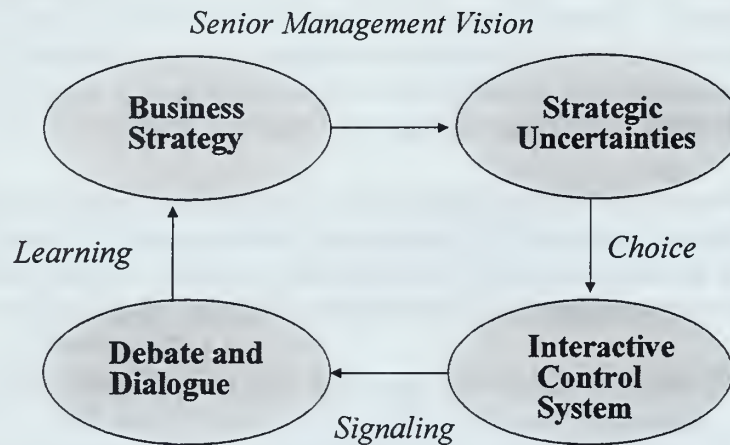 Senior Management Vision
Business
Strategy
Strategic
Uncertainties
Learning
Choice
Debate and
Dialogue
Interactive
Control
System
Signaling